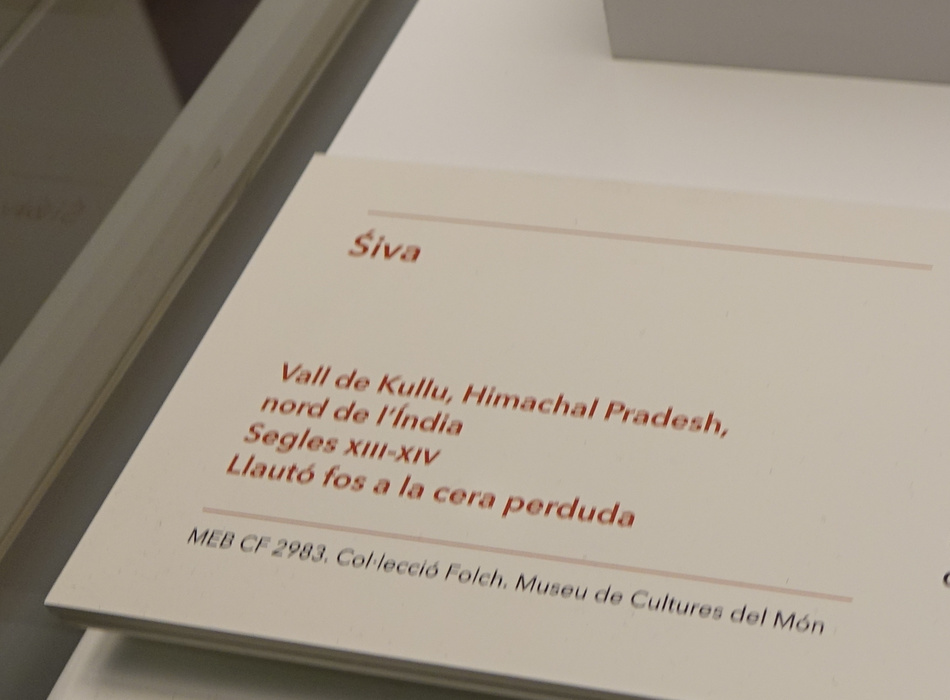 Śiva
Vall de Kullu, Himachal Pradesh,
nord de l'Índia
Segles XIII-XIV
Llautó fos a la cera perduda
MEB CF 2983. Col·lecció Folch. Museu de Cultures del Món